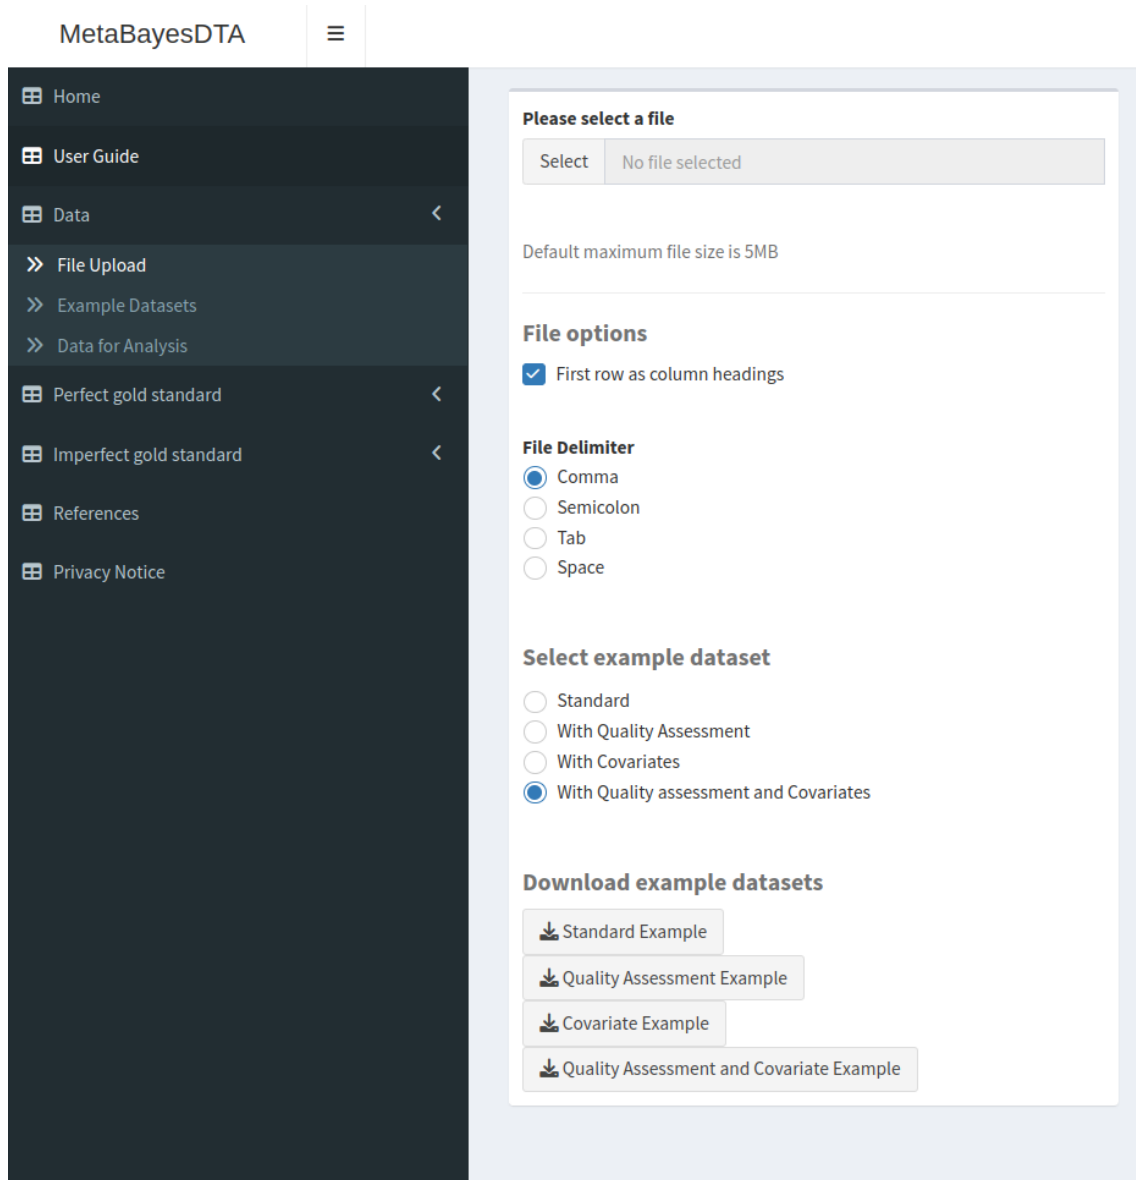 MetaBayesDTA
Home
User Guide
Data
File Upload
Example Datasets
Data for Analysis
Perfect gold standard
Imperfect gold standard
References
Privacy Notice
Please select a file
Select No file selected
Default maximum file size is 5MB
File options
First row as column headings
File Delimiter
Comma
Semicolon
Tab
Space
Select example dataset
Standard
With Quality Assessment
With Covariates
With Quality assessment and Covariates
Download example datasets
Standard Example
Quality Assessment Example
Covariate Example
Quality Assessment and Covariate Example